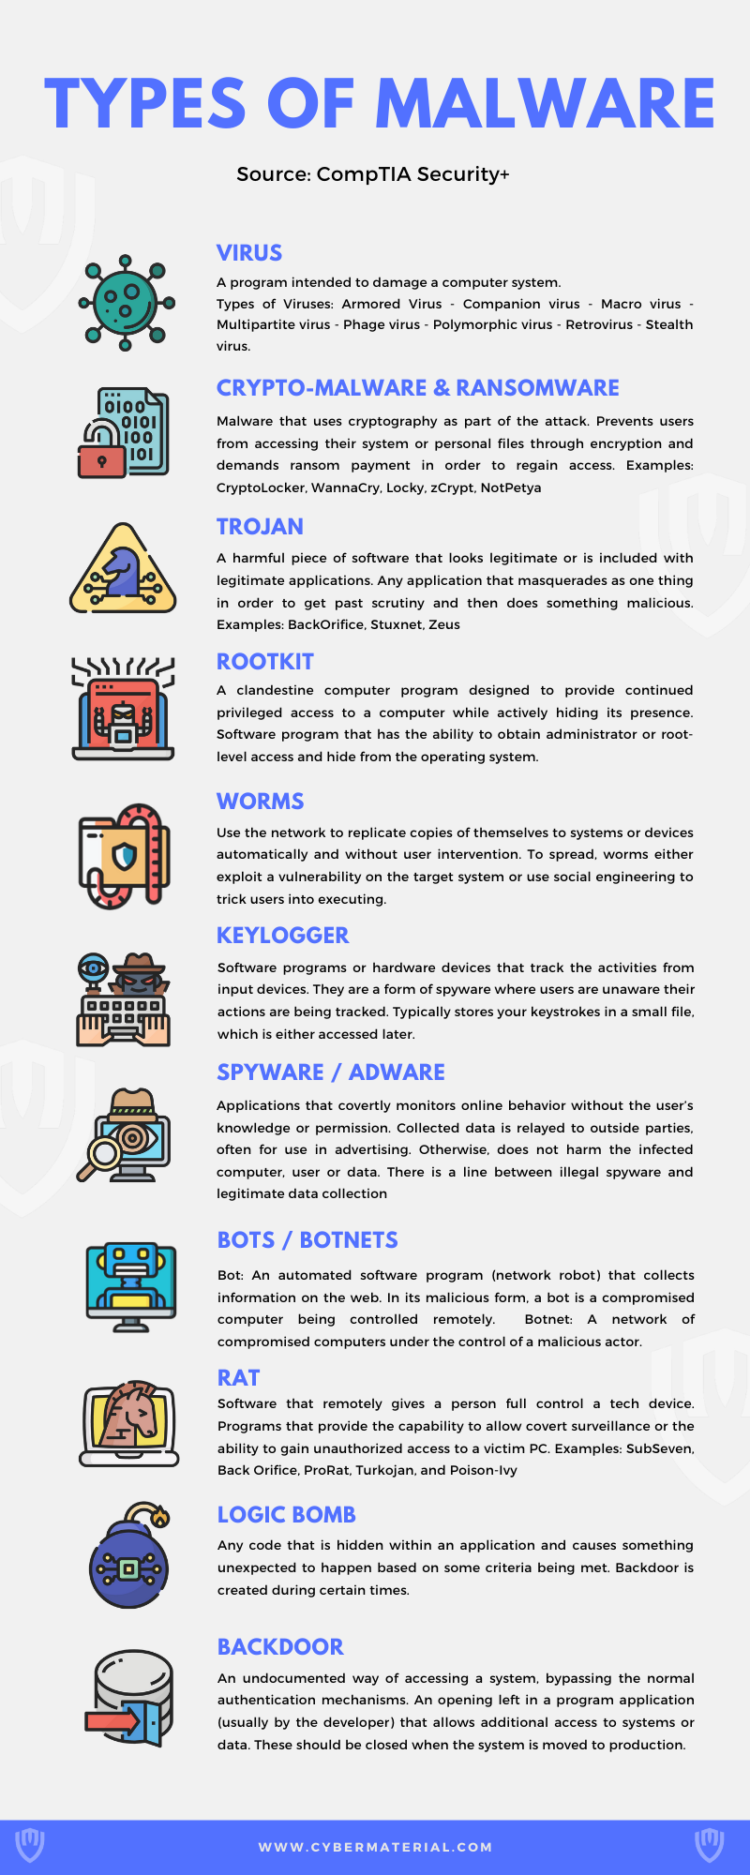 TYPES OF MALWARE
Source: CompTIA Security+
VIRUS
A program intended to damage a computer system.
Types of Viruses: Armored Virus - Companion virus - Macro virus -
Multipartite virus - Phage virus - Polymorphic virus - Retrovirus - Stealth
virus.
CRYPTO-MALWARE & RANSOMWARE
0100
0101
100
101
Malware that uses cryptography as part of the attack. Prevents users
from accessing their system or personal files through encryption and
demands ransom payment in order to regain access. Examples:
CryptoLocker, WannaCry, Locky, zCrypt, NotPetya
TROJAN
A harmful piece of software that looks legitimate or is included with
legitimate applications. Any application that masquerades as one thing
in order to get past scrutiny and then does something malicious.
Examples: BackOrifice, Stuxnet, Zeus
ROOTKIT
A clandestine computer program designed to provide continued
privileged access to a computer while actively hiding its presence.
Software program that has the ability to obtain administrator or root-
level access and hide from the operating system.
WORMS
Use the network to replicate copies of themselves to systems or devices
automatically and without user intervention. To spread, worms either
exploit a vulnerability on the target system or use social engineering to
trick users into executing.
KEYLOGGER
Software programs or hardware devices that track the activities from
input devices. They are a form of spyware where users are unaware their
actions are being tracked. Typically stores your keystrokes in a small file,
which is either accessed later.
SPYWARE / ADWARE
Applications that covertly monitors online behavior without the user's
knowledge or permission. Collected data is relayed to outside parties,
often for use in advertising. Otherwise, does not harm the infected
computer, user or data. There is a line between illegal spyware and
legitimate data collection
BOTS / BOTNETS
Bot: An automated software program (network robot) that collects
information on the web. In its malicious form, a bot is a compromised
computer being controlled remotely. Botnet: A network of
compromised computers under the control of a malicious actor.
RAT
Software that remotely gives a person full control a tech device.
Programs that provide the capability to allow covert surveillance or the
ability to gain unauthorized access to a victim PC. Examples: SubSeven,
Back Orifice, ProRat, Turkojan, and Poison-Ivy
LOGIC BOMB
Any code that is hidden within an application and causes something
unexpected to happen based on some criteria being met. Backdoor is
created during certain times.
BACKDOOR
An undocumented way of accessing a system, bypassing the normal
authentication mechanisms. An opening left in a program application
(usually by the developer) that allows additional access to systems or
data. These should be closed when the system is moved to production.
WWW.CYBERMATERIAL.COM